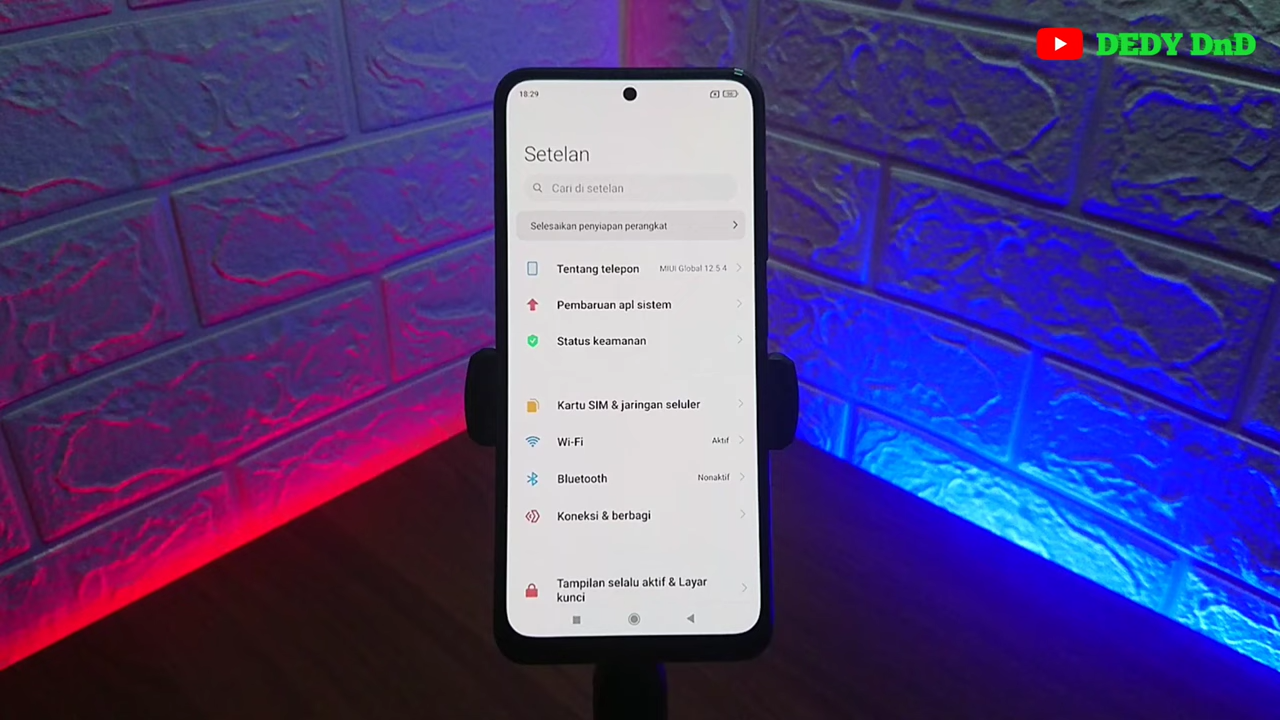 DEDY DnD
18:29
Setelan
Cari di setelan
Selesaikan penyiapan perangkat
Tentang telepon MIUI Global 12.5.4
Pembaruan apl sistem
Status keamanan
Kartu SIM & jaringan seluler
Wi-Fi Aktif
Bluetooth Nonaktif
Koneksi & berbagi
Tampilan selalu aktif & Layar
kunci